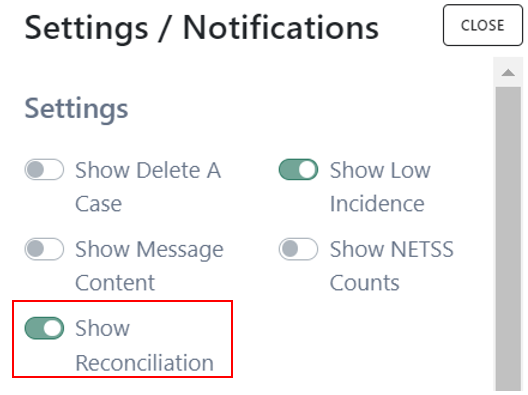 Settings / Notifications
CLOSE
Settings
Show Delete A
Case
Show Low
Incidence
Show Message
Content
Show NETSS
Counts
Show
Reconciliation